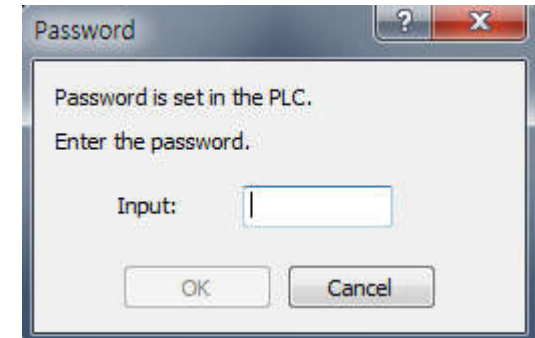 Password
?
x
Password is set in the PLC.
Enter the password.
Input:
OK
Cancel